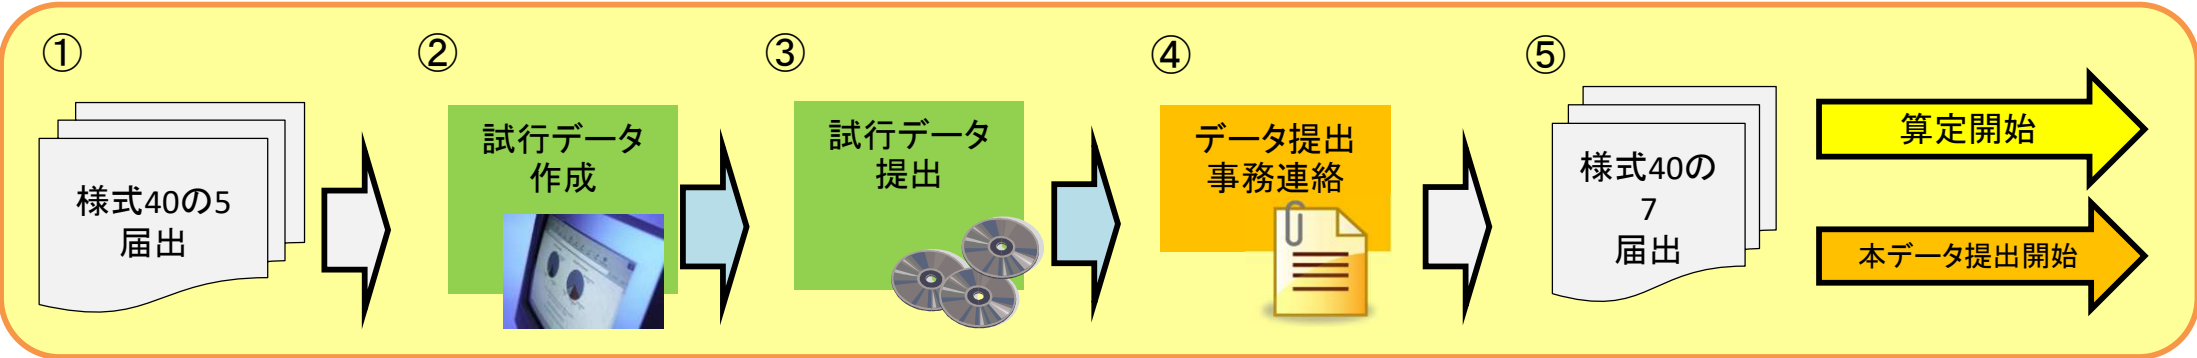 ①
様式40の5
届出
②
試行データ
作成
③
試行データ
提出
④
データ提出
事務連絡
⑤
様式40の
7
届出
算定開始
本データ提出開始